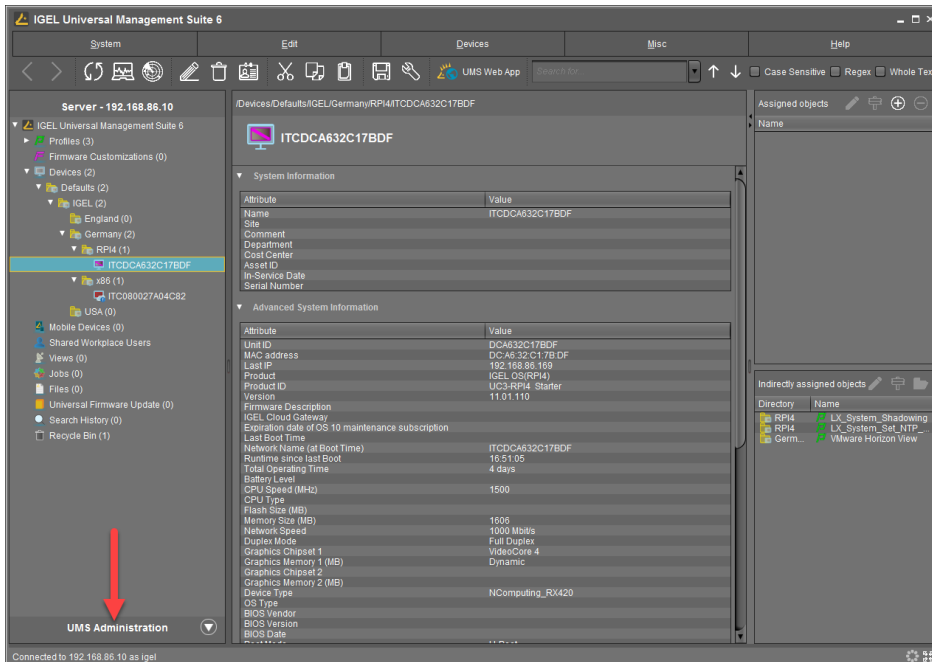 IGEL Universal Management Suite 6
System Edit Devices Misc Help
UMS Web App Search for... Case Sensitive Regex Whole Tex
Server - 192.168.86.10
IGEL Universal Management Suite 6
Profiles (3)
Firmware Customizations (0)
Devices (2)
Defaults (2)
IGEL (2)
England (0)
Germany (2)
RPI4 (1)
ITCDCA632C17BDF
x86 (1)
ITC080027A04C82
USA (0)
Mobile Devices (0)
Shared Workplace Users
Views (0)
Jobs (0)
Files (0)
Universal Firmware Update (0)
Search History (0)
Recycle Bin (1)
UMS Administration
/Devices/Defaults/IGEL/Germany/RPI4/ITCDCA632C17BDF
ITCDCA632C17BDF
System Information
Attribute Value
Name ITCDCA632C17BDF
Site
Comment
Department
Cost Center
Asset ID
In-Service Date
Serial Number
Advanced System Information
Attribute Value
Unit ID DCA632C17BDF
MAC address DC:A6:32:C1:7B:DF
Last IP 192.168.86.169
Product IGEL OS(RPI4)
Product ID UC3-RPI4 Starter
Version 11.01.110
Firmware Description
IGEL Cloud Gateway
Expiration date of OS 10 maintenance subscription
Last Boot Time
Network Name (at Boot Time) ITCDCA632C17BDF
Runtime since last Boot 16:51:05
Total Operating Time 4 days
Battery Level
CPU Speed (MHz) 1500
CPU Type
Flash Size (MB)
Memory Size (MB) 1606
Network Speed 1000 Mbit/s
Duplex Mode Full Duplex
Graphics Chipset 1 VideoCore 4
Graphics Memory 1 (MB) Dynamic
Graphics Chipset 2
Graphics Memory 2 (MB)
Device Type NComputing_RX420
OS Type
BIOS Vendor
BIOS Version
BIOS Date
Assigned objects
Name
Indirectly assigned objects
Directory Name
RPI4 LX_System_Shadowing
RPI4 LX_System_Set_NTP_...
Germ... VMware Horizon View
Connected to 192.168.86.10 as igel